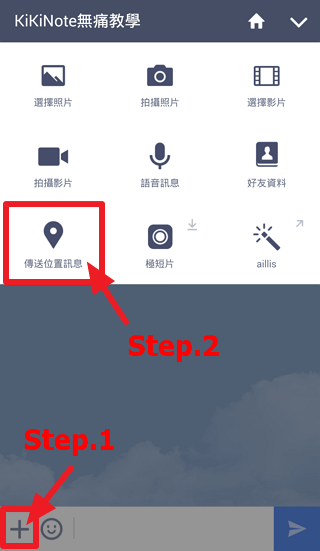 KiKiNote無痛教學
選擇照片
拍攝照片
選擇影片
拍攝影片
語音訊息
好友資料
傳送位置訊息
極短片
aillis
Step.2
Step.1